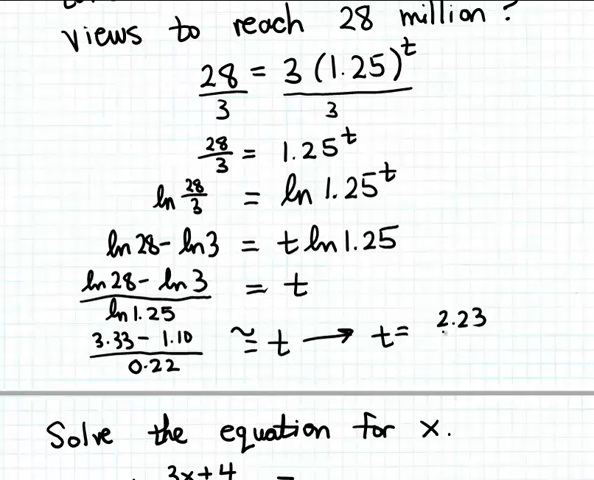 views to reach 28 million?
28/3 = 3(1.25)^t/3
28/3 = 1.25^t
ln 28/3 = ln 1.25^t
ln 28 - ln 3 = t ln 1.25
ln 28 - ln 3/ln 1.25 = t
3.33 - 1.10/0.22 ≅ t → t = 2.23
Solve the equation for x.
3x+4 =